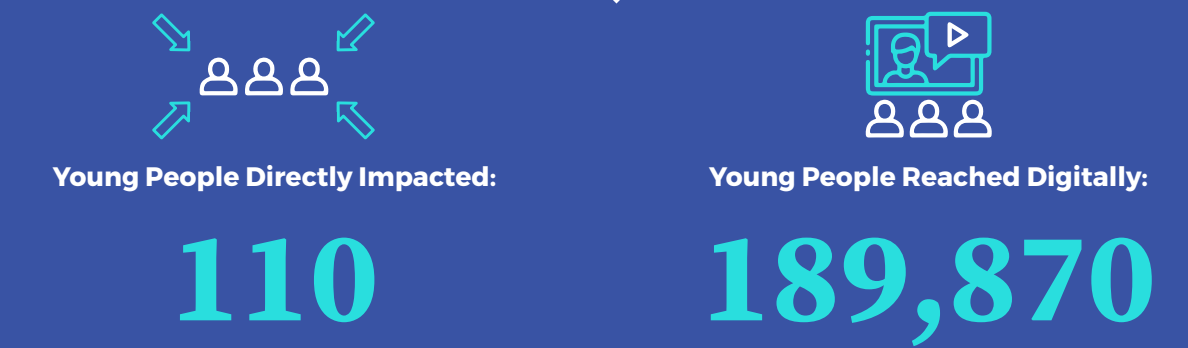 Young People Directly Impacted:
110
Young People Reached Digitally:
189,870